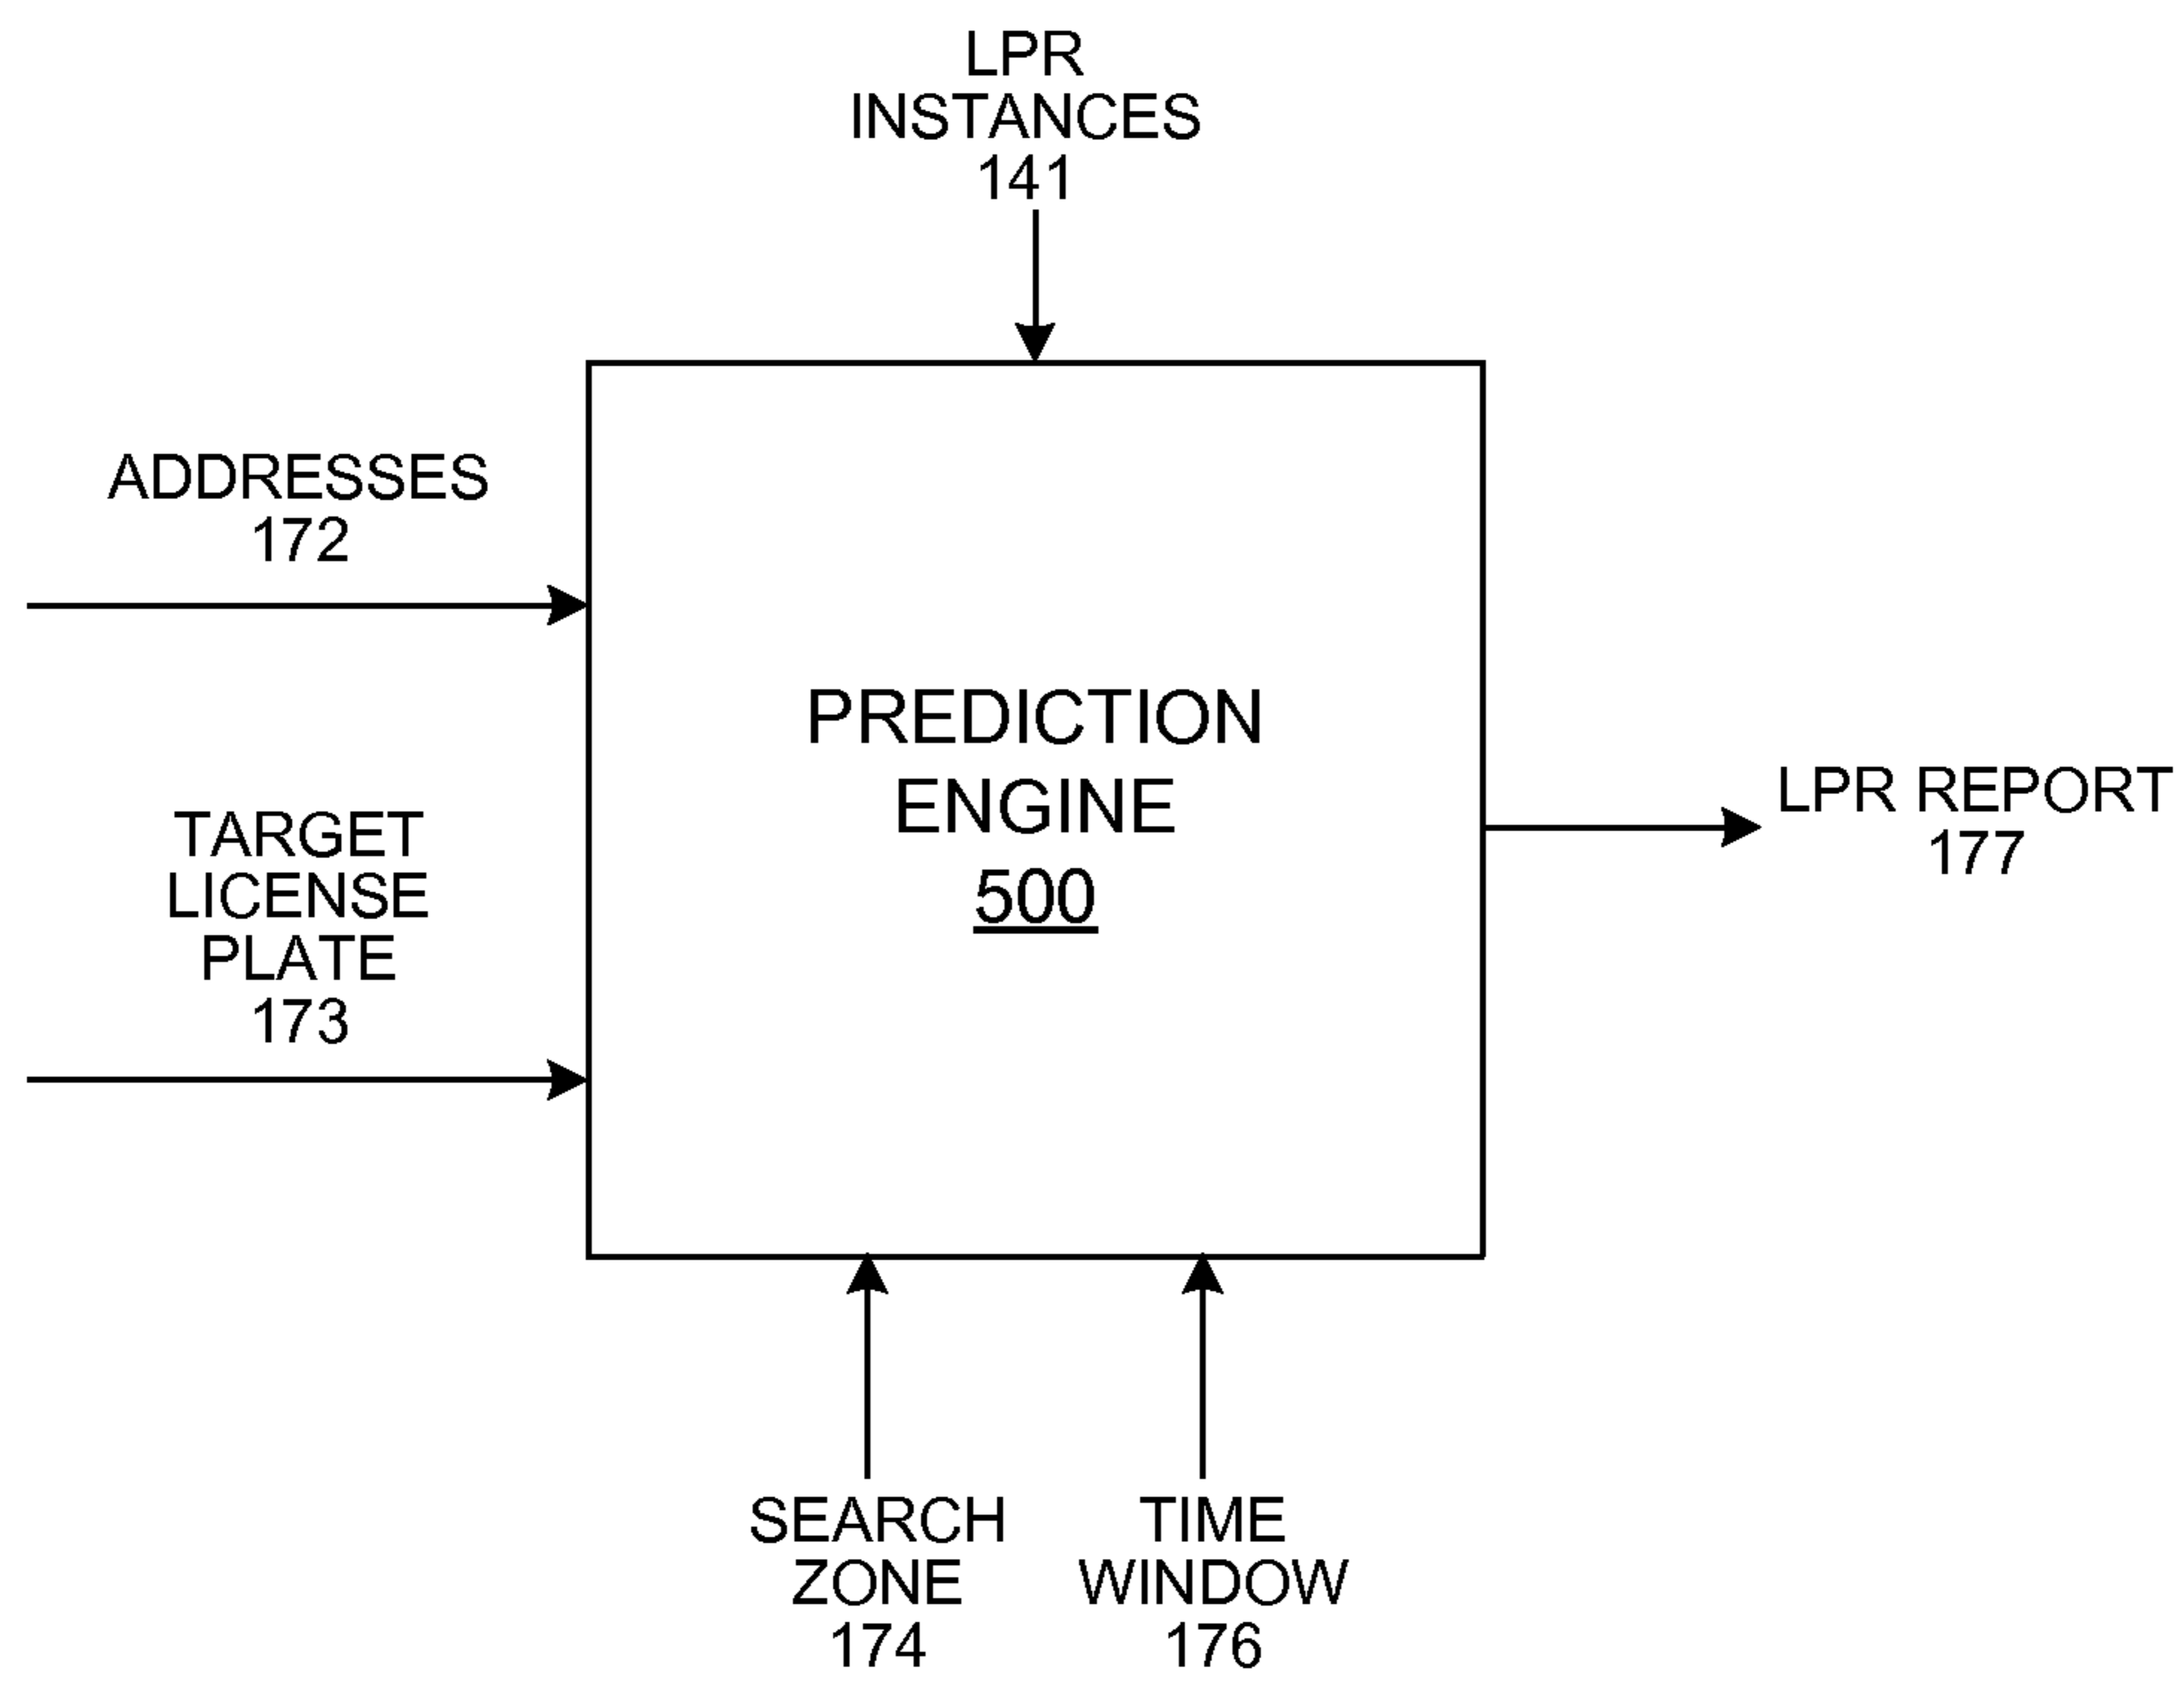 LPR
INSTANCES
141
ADDRESSES
172
TARGET
LICENSE
PLATE
173
PREDICTION
ENGINE
500
LPR REPORT
177
SEARCH
ZONE
174
TIME
WINDOW
176